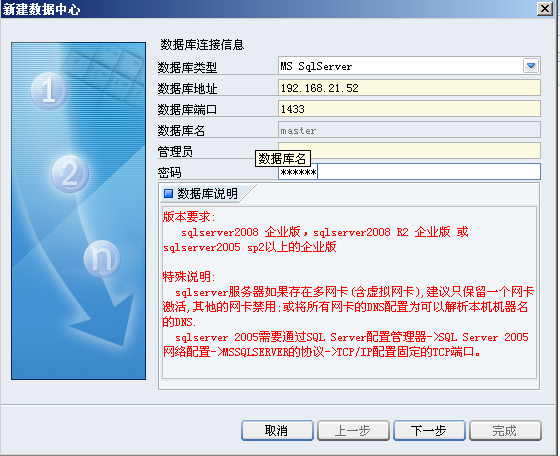 新建数据中心
1
2
n
数据库连接信息
数据库类型 MS SqlServer
数据库地址 192.168.21.52
数据库端口 1433
数据库名 master
管理员
数据库名
密码 ******
数据库说明
版本要求:
sqlserver2008 企业版，sqlserver2008 R2 企业版 或
sqlserver2005 sp2以上的企业版
特殊说明:
sqlserver服务器如果存在多网卡(含虚拟网卡),建议只保留一个网卡
激活,其他的网卡禁用;或将所有网卡的DNS配置为可以解析本机机器名
的DNS.
sqlserver 2005需要通过SQL Server配置管理器->SQL Server 2005
网络配置->MSSQLSERVER的协议->TCP/IP配置固定的TCP端口。
取消 上一步 下一步 完成